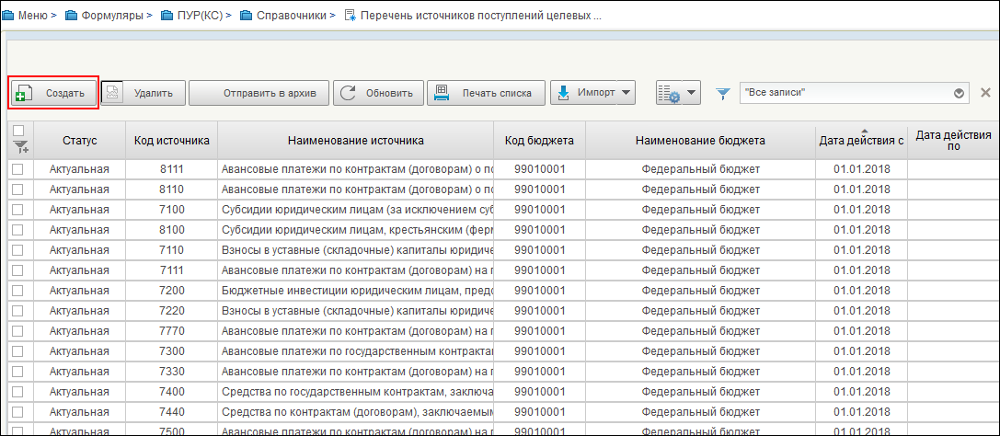 Меню > Формуляры > ПУР(КС) > Справочники > Перечень источников поступлений целевых ...
Создать Удалить Отправить в архив Обновить Печать списка Импорт "Все записи"
Статус Код источника Наименование источника Код бюджета Наименование бюджета Дата действия с Дата действия по
Актуальная 8111 Авансовые платежи по контрактам (договорам) о по 99010001 Федеральный бюджет 01.01.2018
Актуальная 8110 Авансовые платежи по контрактам (договорам) о по 99010001 Федеральный бюджет 01.01.2018
Актуальная 7100 Субсидии юридическим лицам (за исключением суб 99010001 Федеральный бюджет 01.01.2018
Актуальная 8100 Субсидии юридическим лицам, крестьянским (ферм 99010001 Федеральный бюджет 01.01.2018
Актуальная 7110 Взносы в уставные (складочные) капиталы юридиче 99010001 Федеральный бюджет 01.01.2018
Актуальная 7111 Авансовые платежи по контрактам (договорам) на п 99010001 Федеральный бюджет 01.01.2018
Актуальная 7200 Бюджетные инвестиции юридическим лицам, предо 99010001 Федеральный бюджет 01.01.2018
Актуальная 7220 Взносы в уставные (складочные) капиталы юридиче 99010001 Федеральный бюджет 01.01.2018
Актуальная 7770 Авансовые платежи по контрактам (договорам) на п 99010001 Федеральный бюджет 01.01.2018
Актуальная 7300 Авансовые платежи по государственным контракта 99010001 Федеральный бюджет 01.01.2018
Актуальная 7330 Авансовые платежи по контрактам (договорам) на п 99010001 Федеральный бюджет 01.01.2018
Актуальная 7400 Средства по государственным контрактам, заключа 99010001 Федеральный бюджет 01.01.2018
Актуальная 7440 Средства по контрактам (договорам), заключаемым 99010001 Федеральный бюджет 01.01.2018
Актуальная 7500 Авансовые платежи по контрактам (договорам) о по 99010001 Федеральный бюджет 01.01.2018